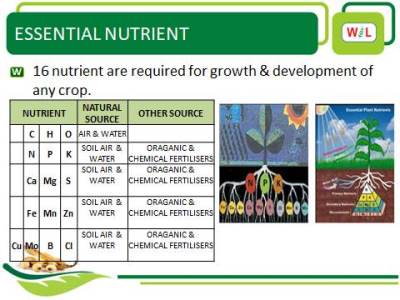 ESSENTIAL NUTRIENT
WL
W 16 nutrient are required for growth & development of
any crop.
NUTRIENT NATURAL SOURCE OTHER SOURCE
C H O AIR & WATER
N P K SOIL AIR & WATER ORAGANIC & CHEMICAL FERTILISERS
Ca Mg S SOIL AIR & WATER ORAGANIC & CHEMICAL FERTILISERS
Fe Mn Zn SOIL AIR & WATER ORAGANIC & CHEMICAL FERTILISERS
Cu Mo B Cl SOIL AIR & WATER ORAGANIC & CHEMICAL FERTILISERS
N P K
Essential Plant Nutrients